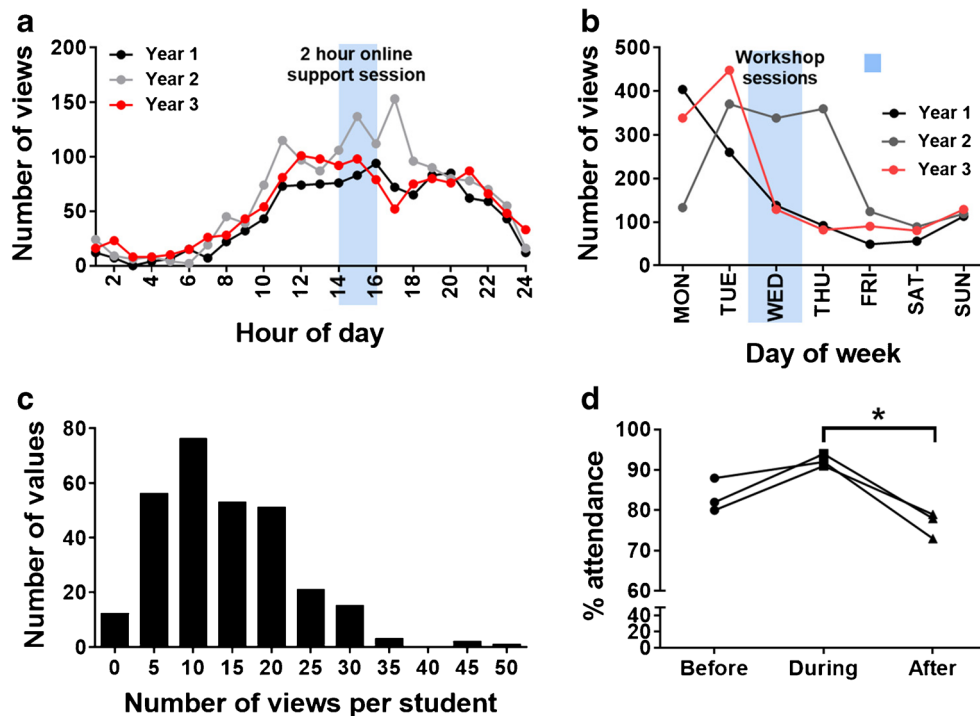 a
200
150
100
50
0
Number of views
Year 1
Year 2
Year 3
2 hour online
support session
2 4 6 8 10 12 14 16 18 20 22 24
Hour of day
b
500
400
300
200
100
0
Number of views
Workshop
sessions
Year 1
Year 2
Year 3
MON TUE WED THU FRI SAT SUN
Day of week
c
80
60
40
20
0
Number of values
0 5 10 15 20 25 30 35 40 45 50
Number of views per student
d
100
90
80
70
60
40
20
0
% attendance
*
Before During After